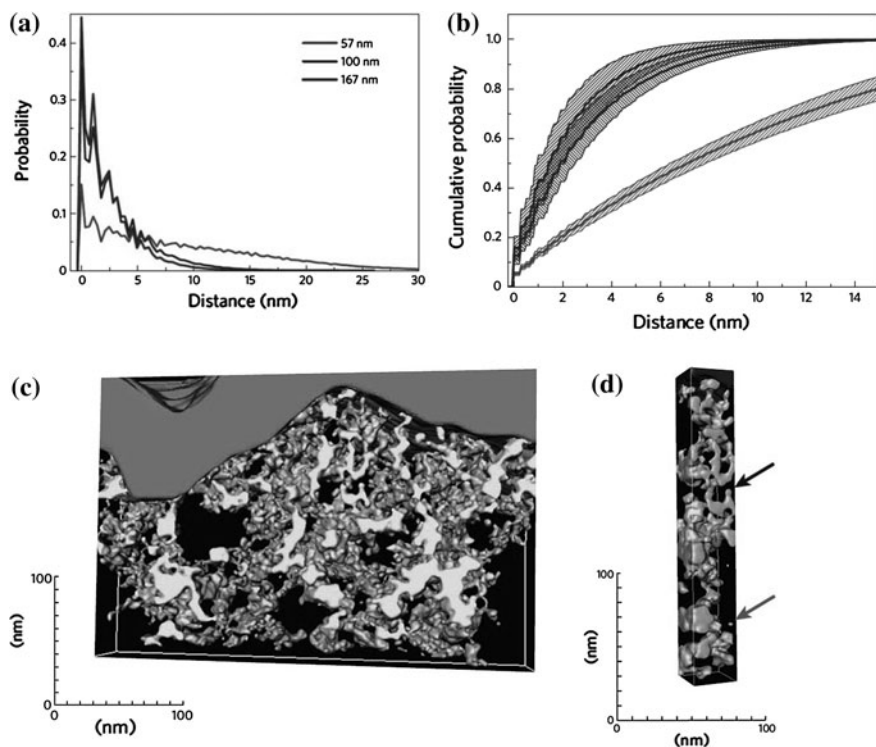 (a)
0.45
0.4
0.3
0.2
0.1
0
Probability
57 nm
100 nm
167 nm
0 5 10 15 20 25 30
Distance (nm)
(b)
1.0
0.8
0.6
0.4
0.2
0
Cumulative probability
0 2 4 6 8 10 12 14
Distance (nm)
(c)
100
(nm)
0
0 100
(nm)
(d)
100
(nm)
0
0 100
(nm)